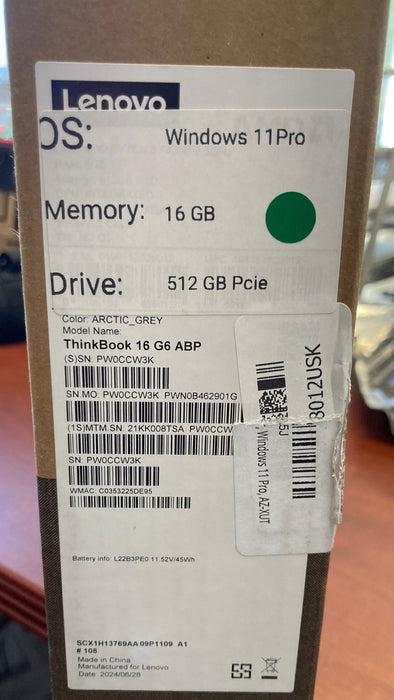 Lenovo
OS: Windows 11Pro
Memory: 16 GB
Drive: 512 GB Pcie
Color: ARCTIC_GREY
Model Name:
ThinkBook 16 G6 ABP
(S)SN: PW0CCW3K
SN.MO: PW0CCW3K PWN0B462901G
(1S)MTM.SN: 21KK008TSA PW0CCW
SN: PW0CCW3K
WMAC: C0353225DE95
Battery info: L22B3PE0 11.52V/45Wh
SCX1H13769AA 09P1109 A1
# 108
Made in China
Manufactured for Lenovo
Date: 2024/06/28
8012USK
, Windows 11 Pro, AZ-XUT